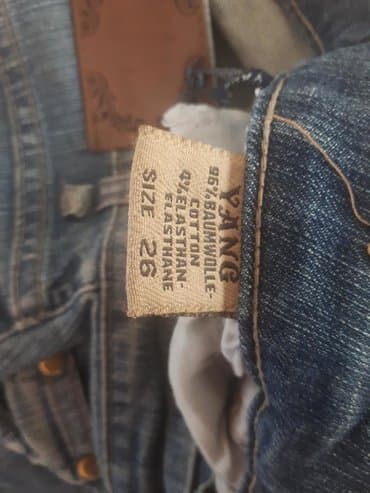 YANG
96% BAUMWOLLE-
COTTON
4% ELASTHAN-
ELASTHANE
SIZE 26